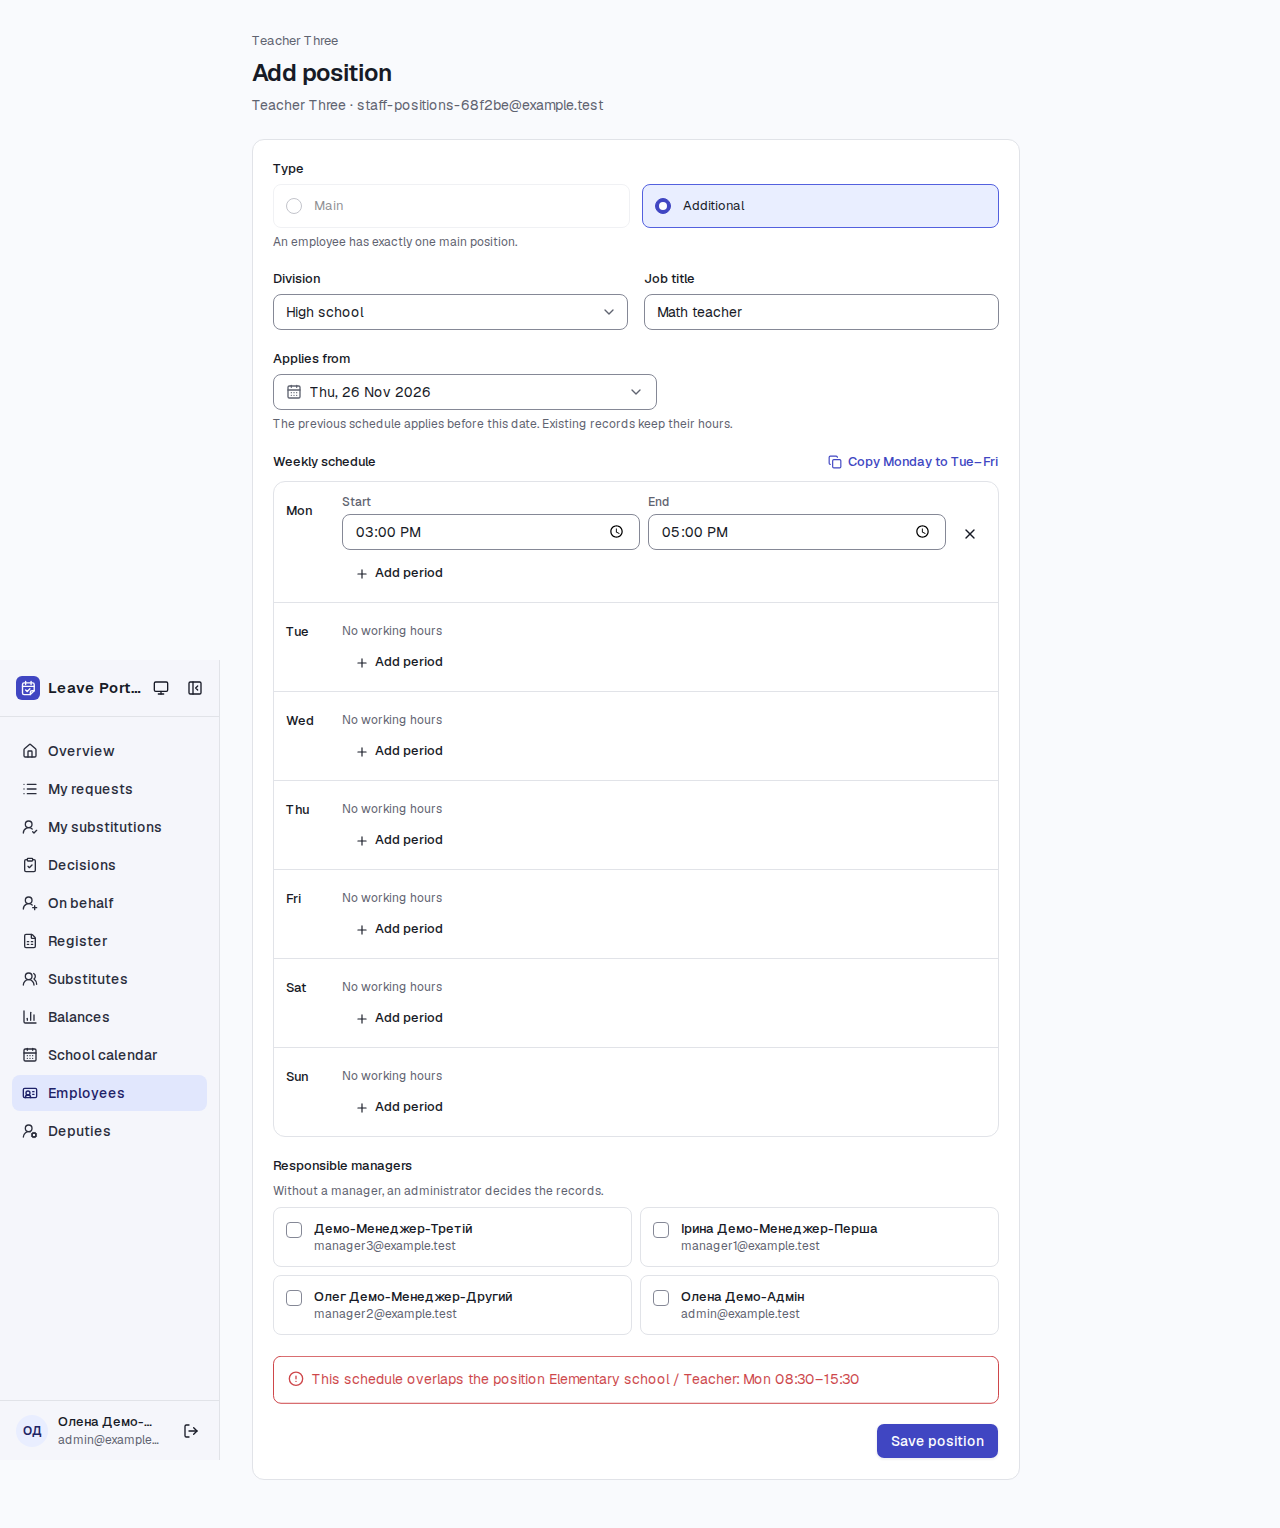 Teacher Three
Add position
Teacher Three · staff-positions-68f2be@example.test
Type
Main
Additional
An employee has exactly one main position.
Division
Job title
High school
Math teacher
Applies from
Thu, 26 Nov 2026
The previous schedule applies before this date. Existing records keep their hours.
Weekly schedule
Copy Monday to Tue–Fri
Mon
Start
End
03:00 PM
05:00 PM
Add period
Tue
No working hours
Add period
Wed
No working hours
Add period
Thu
No working hours
Add period
Fri
No working hours
Add period
Sat
No working hours
Add period
Sun
No working hours
Add period
Responsible managers
Without a manager, an administrator decides the records.
Демо-Менеджер-Третій
manager3@example.test
Ірина Демо-Менеджер-Перша
manager1@example.test
Олег Демо-Менеджер-Другий
manager2@example.test
Олена Демо-Адмін
admin@example.test
This schedule overlaps the position Elementary school / Teacher: Mon 08:30–15:30
Save position
Leave Port...
Overview
My requests
My substitutions
Decisions
On behalf
Register
Substitutes
Balances
School calendar
Employees
Deputies
ОД
Олена Демо-...
admin@example...